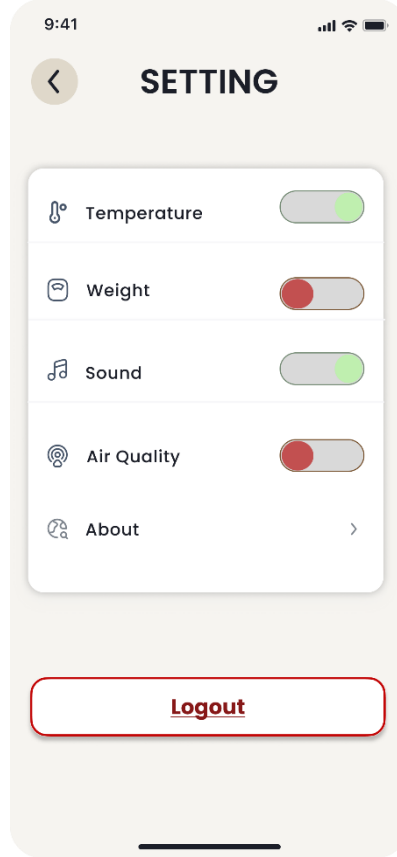 9:41
SETTING
Temperature
Weight
Sound
Air Quality
About
Logout